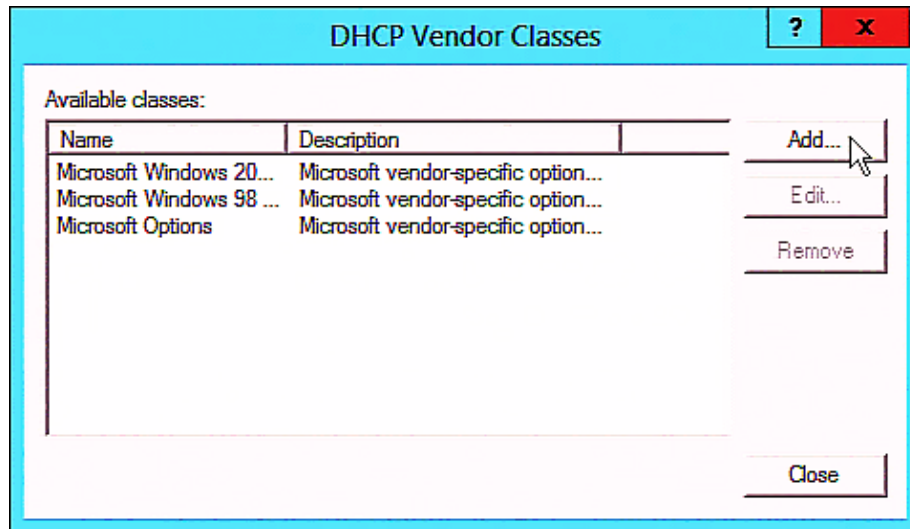 DHCP Vendor Classes ? x
Available classes:
Name Description
Add...
Microsoft Windows 20... Microsoft vendor-specific option...
Microsoft Windows 98 ... Microsoft vendor-specific option...
Edit...
Microsoft Options Microsoft vendor-specific option...
Remove
Close